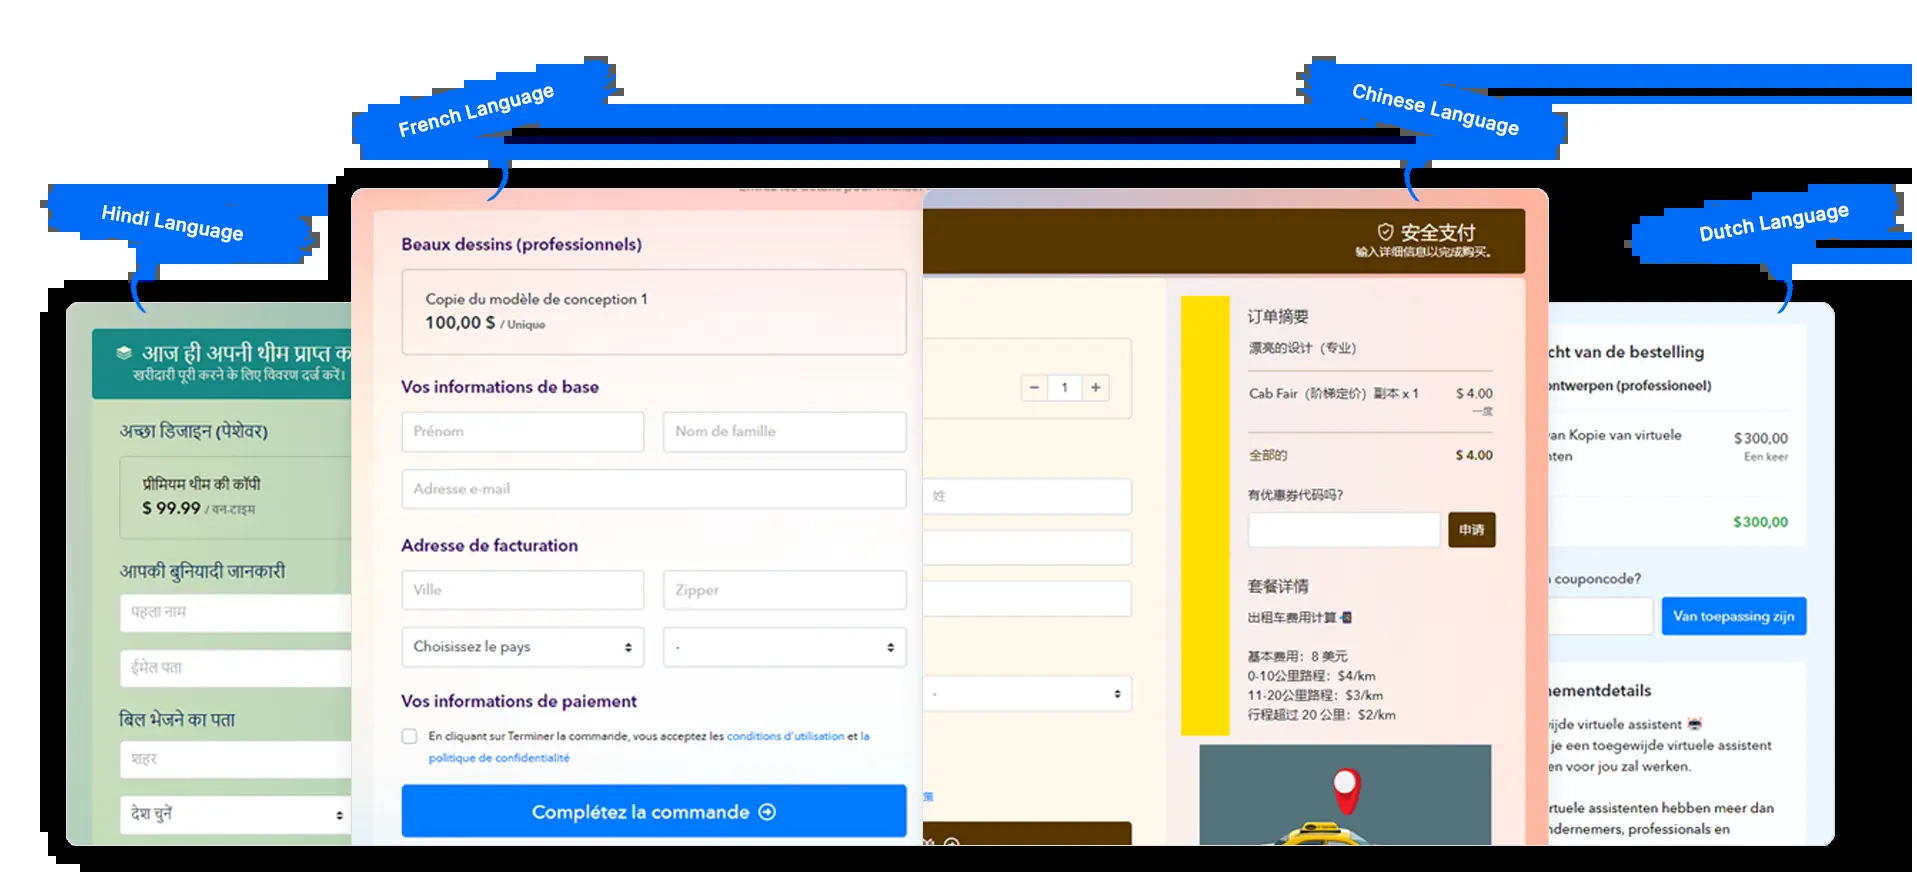 French Language
Chinese Language
Hindi Language
Dutch Language
आज ही अपनी थीम प्राप्त क
खरीदारी पूरी करने के लिए विवरण दर्ज करें।
अच्छा डिजाइन (पेशेवर)
प्रीमियम थीम की कॉपी
$ 99.99 / वन-टाइम
आपकी बुनियादी जानकारी
पहला नाम
ईमेल पता
बिल भेजने का पता
शहर
देश चुनें
Beaux dessins (professionnels)
Copie du modèle de conception 1
100,00 $ / Unique
Vos informations de base
Prénom
Nom de famille
Adresse e-mail
Adresse de facturation
Ville
Zipper
Choisissez le pays
-
Vos informations de paiement
En cliquant sur Terminer la commande, vous acceptez les conditions d'utilisation et la
politique de confidentialité
Complétez la commande
安全支付
输入详细信息以完成购买。
− 1 +
姓
-
策
订单摘要
漂亮的设计（专业）
Cab Fair（阶梯定价）副本 x 1 $ 4.00
一度
全部的 $ 4.00
有优惠券代码吗?
申请
套餐详情
出租车费用计算
基本费用：8 美元
0-10公里路程：$4/km
11-20公里路程：$3/km
行程超过 20 公里：$2/km
cht van de bestelling
ontwerpen (professioneel)
van Kopie van virtuele $300,00
nten Een keer
$300,00
couponcode?
Van toepassing zijn
nementdetails
ijde virtuele assistent
je een toegewijde virtuele assistent
en voor jou zal werken.
rtuele assistenten hebben meer dan
ndernemers, professionals en